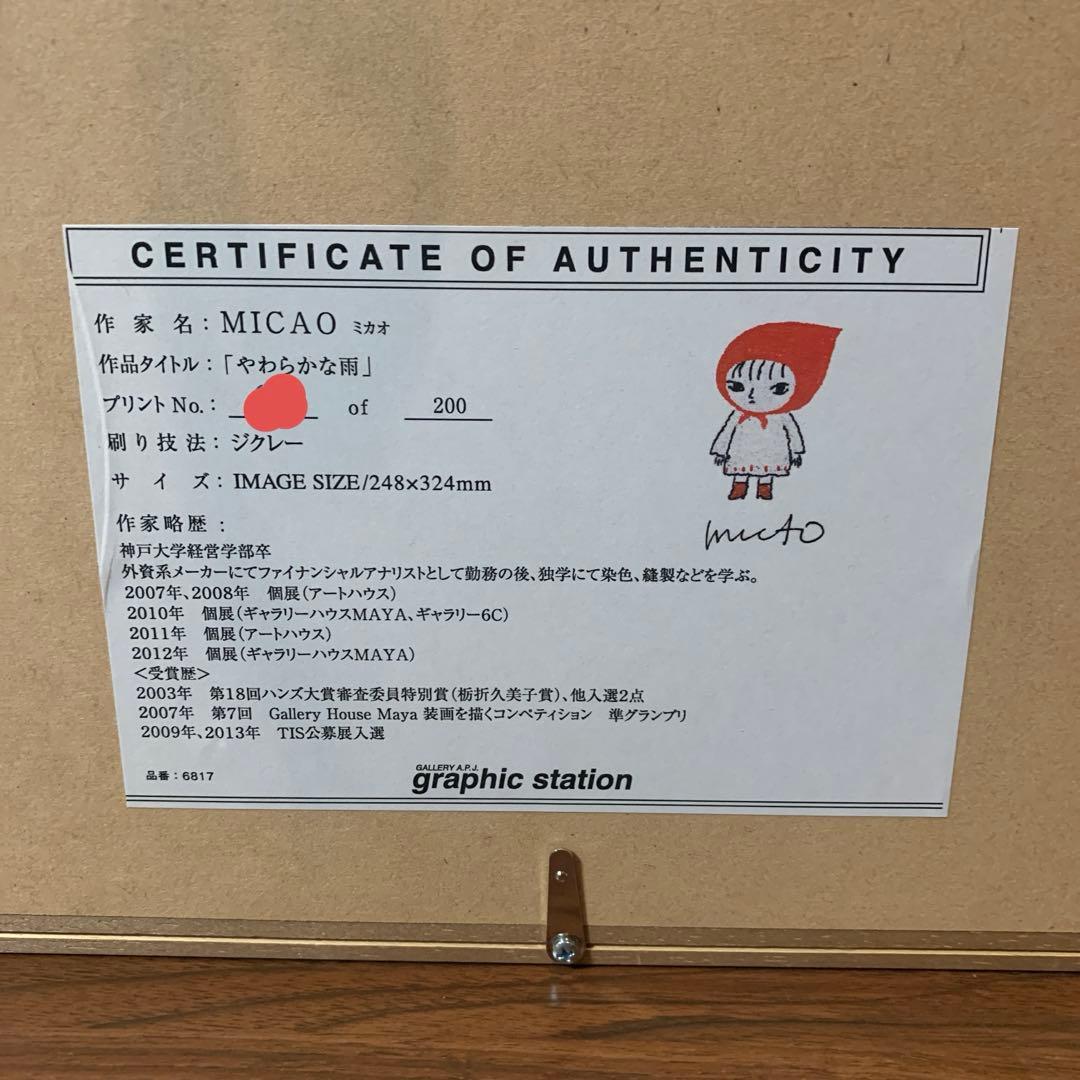 CERTIFICATE OF AUTHENTICITY
作家名：MICAO ミカオ
作品タイトル：「やわらかな雨」
プリントNo.： of 200
刷り技法：ジクレー
サイズ：IMAGE SIZE/248×324mm
micao
作家略歴：
神戸大学経営学部卒
外資系メーカーにてファイナンシャルアナリストとして勤務の後、独学にて染色、縫製などを学ぶ。
2007年、2008年　個展（アートハウス）
2010年　個展（ギャラリーハウスMAYA、ギャラリー6C）
2011年　個展（アートハウス）
2012年　個展（ギャラリーハウスMAYA）
＜受賞歴＞
2003年　第18回ハンズ大賞審査委員特別賞（栃折久美子賞）、他入選2点
2007年　第7回　Gallery House Maya 装画を描くコンペティション　準グランプリ
2009年、2013年　TIS公募展入選
品番：6817
GALLERY A.P.J.
graphic station